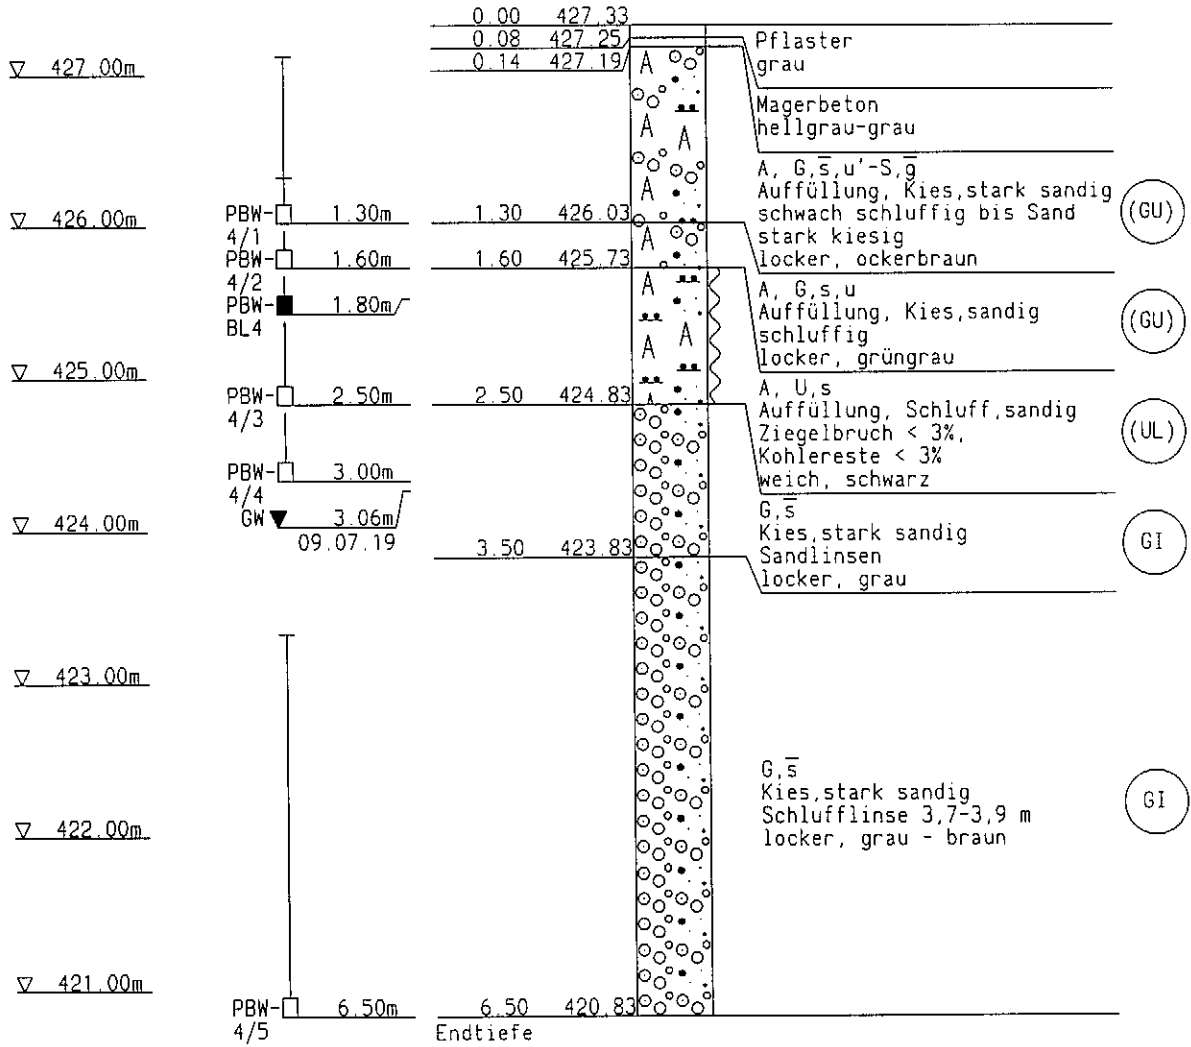 0.00 427.33
0.08 427.25
0.14 427.19
Pflaster
grau
427.00m
Magerbeton
hellgrau-grau
A, G,s̅,u'-S,g̅
Auffüllung, Kies,stark sandig
schwach schluffig bis Sand
stark kiesig
locker, ockerbraun
(GU)
426.00m
PBW-4/1 1.30m
1.30 426.03
PBW-4/2 1.60m
1.60 425.73
PBW-BL4 1.80m
A, G,s,u
Auffüllung, Kies,sandig
schluffig
locker, grüngrau
(GU)
425.00m
PBW-4/3 2.50m
2.50 424.83
A, U,s
Auffüllung, Schluff,sandig
Ziegelbruch < 3%,
Kohlereste < 3%
weich, schwarz
(UL)
PBW-4/4 3.00m
GW 3.06m
09.07.19
424.00m
G,s̅
Kies,stark sandig
Sandlinsen
locker, grau
GI
3.50 423.83
423.00m
G,s̅
Kies,stark sandig
Schlufflinse 3,7-3,9 m
locker, grau - braun
GI
422.00m
421.00m
PBW-4/5 6.50m
6.50 420.83
Endtiefe